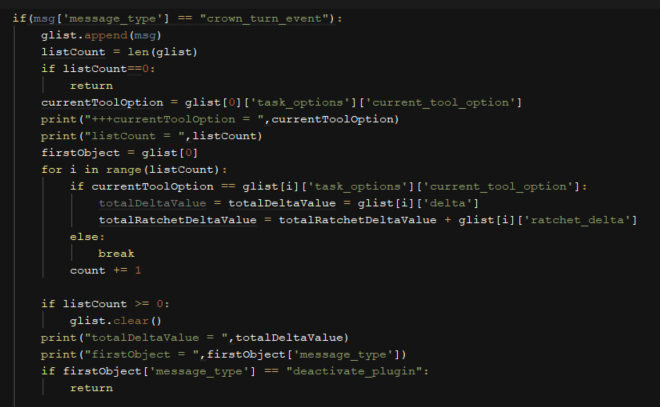 if(msg['message_type'] == "crown_turn_event"):
    glist.append(msg)
    listCount = len(glist)
    if listCount==0:
        return
    currentToolOption = glist[0]['task_options']['current_tool_option']
    print("+++currentToolOption = ",currentToolOption)
    print("listCount = ",listCount)
    firstObject = glist[0]
    for i in range(listCount):
        if currentToolOption == glist[i]['task_options']['current_tool_option']:
            totalDeltaValue = totalDeltaValue = glist[i]['delta']
            totalRatchetDeltaValue = totalRatchetDeltaValue + glist[i]['ratchet_delta']
        else:
            break
        count += 1
    if listCount >= 0:
        glist.clear()
    print("totalDeltaValue = ",totalDeltaValue)
    print("firstObject = ",firstObject['message_type'])
    if firstObject['message_type'] == "deactivate_plugin":
        return